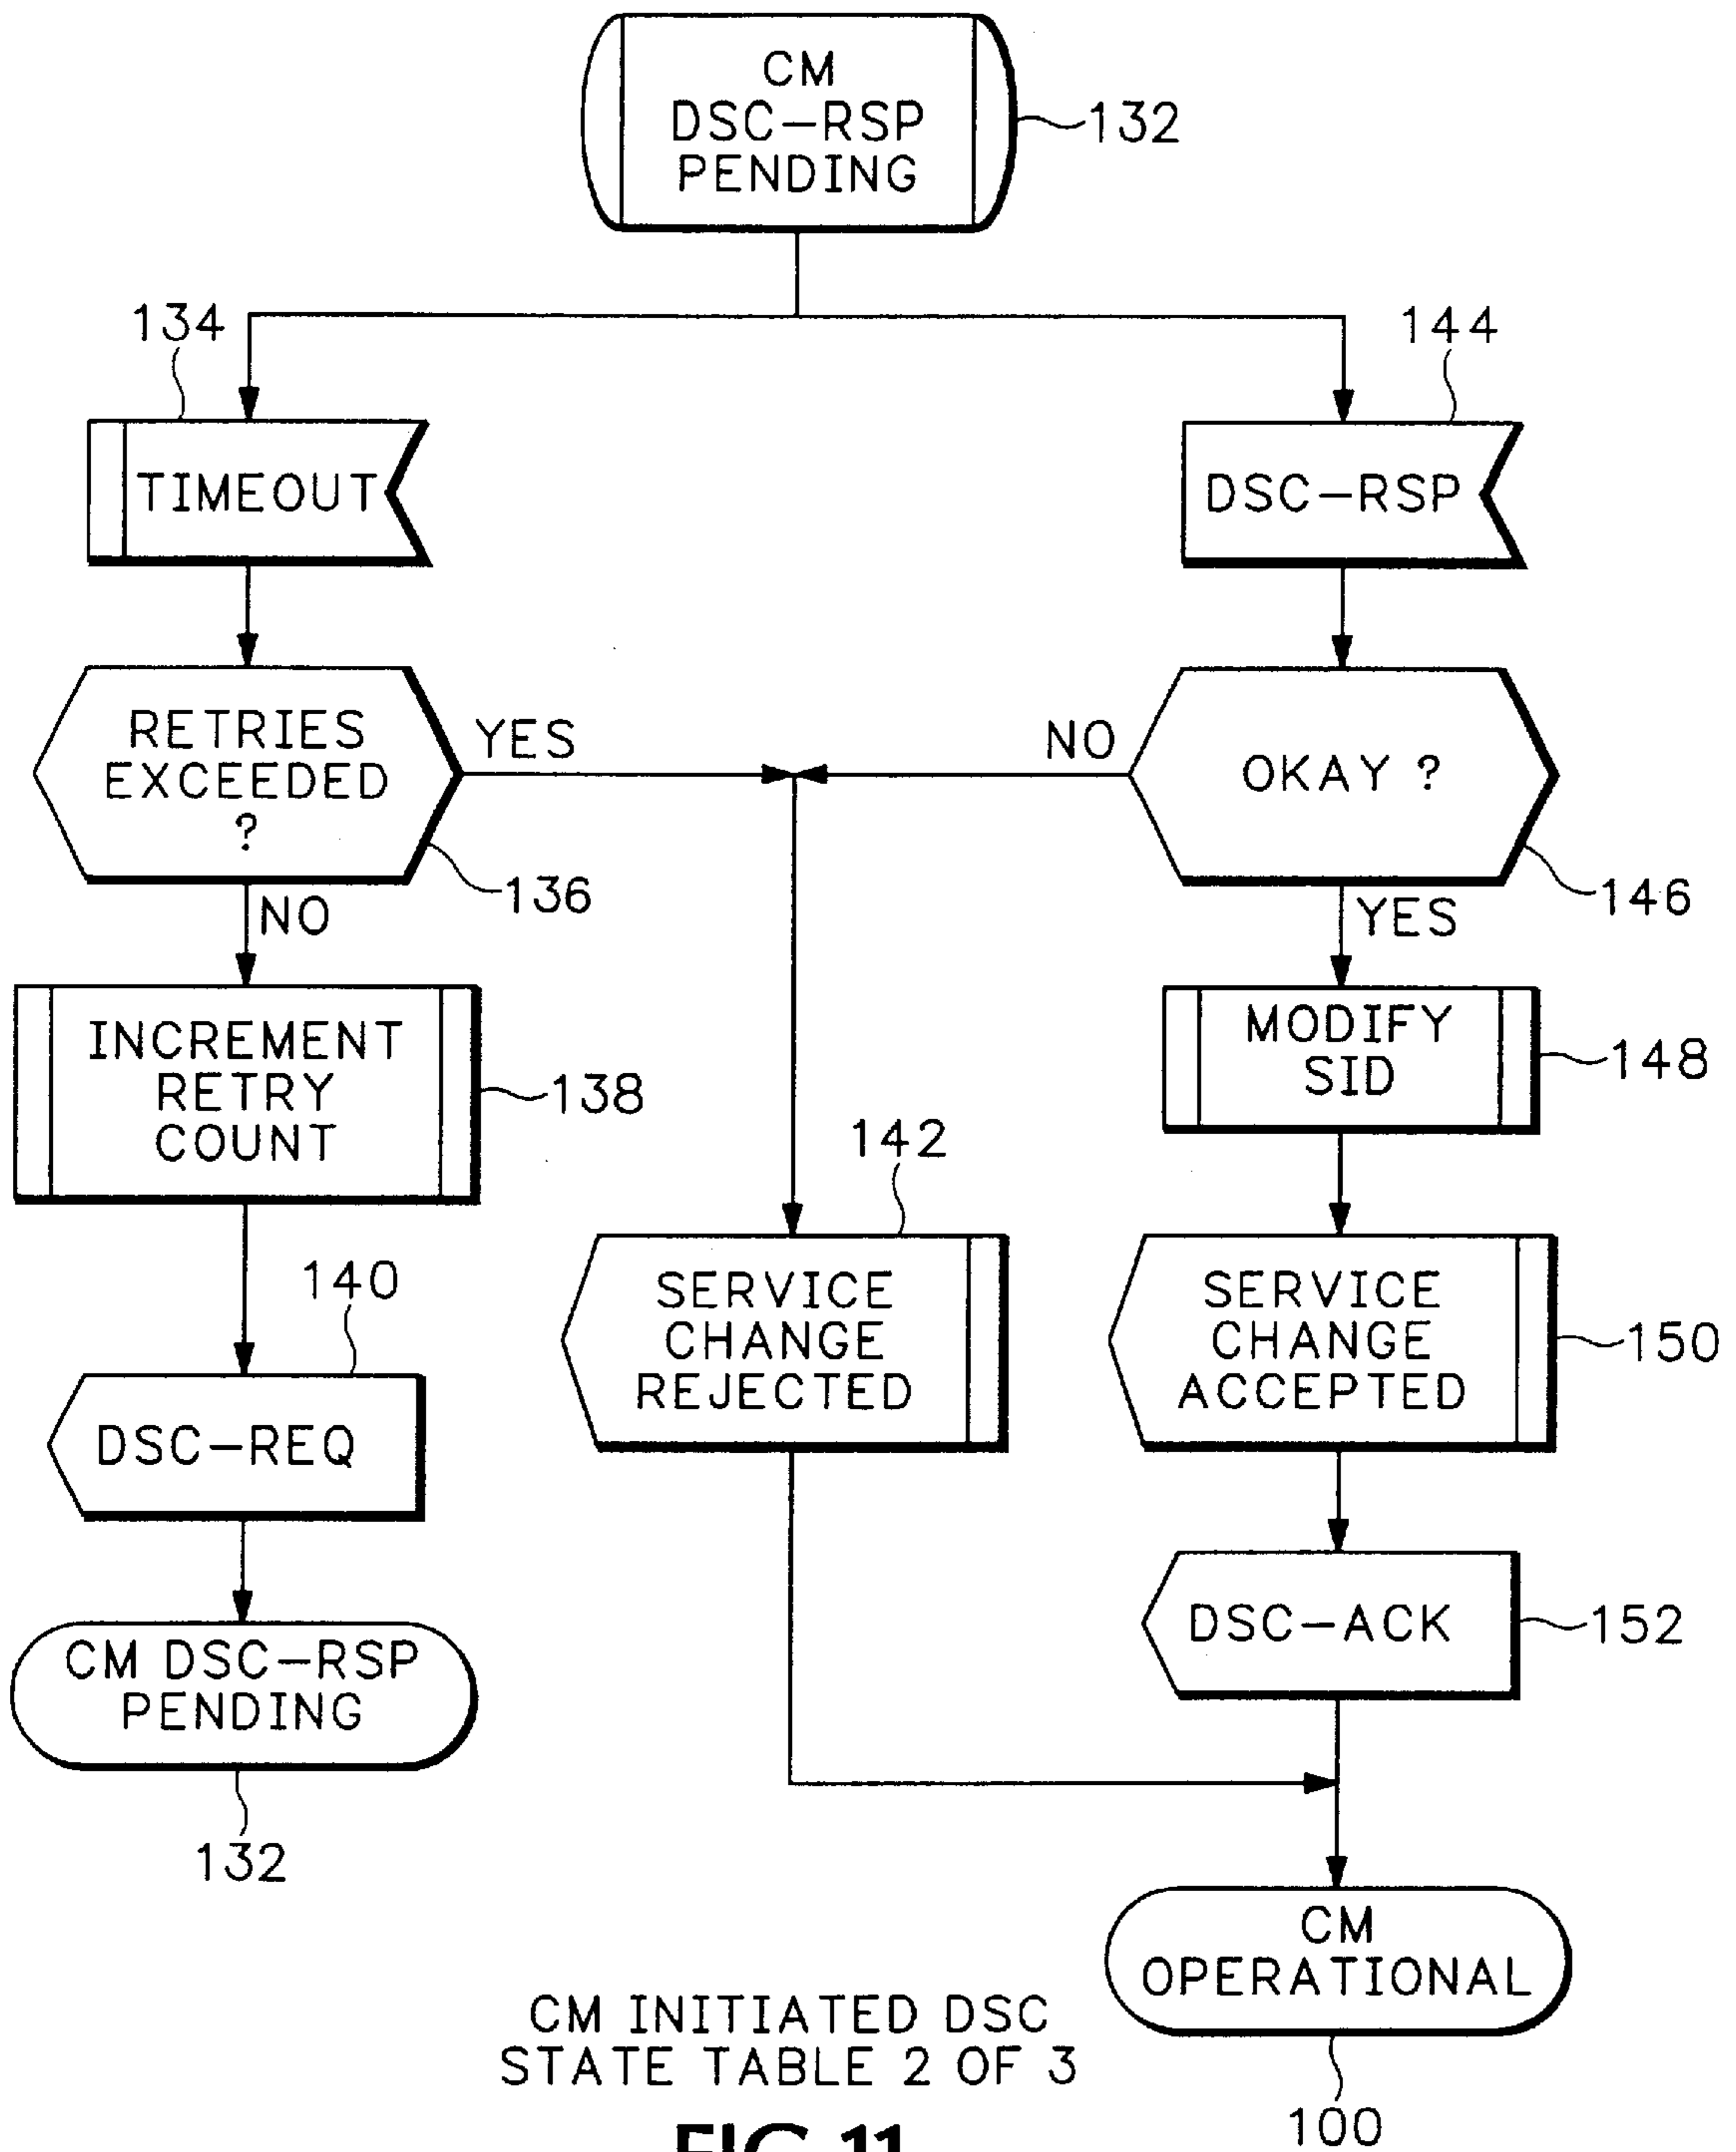 CM
DSC-RSP
PENDING
132
134
144
TIMEOUT
DSC-RSP
RETRIES
EXCEEDED
?
YES
NO
OKAY ?
136
146
NO
YES
INCREMENT
RETRY
COUNT
138
MODIFY
SID
148
142
140
SERVICE
CHANGE
REJECTED
SERVICE
CHANGE
ACCEPTED
150
DSC-REQ
DSC-ACK
152
CM DSC-RSP
PENDING
132
CM
OPERATIONAL
100
CM INITIATED DSC
STATE TABLE 2 OF 3
FIG.11